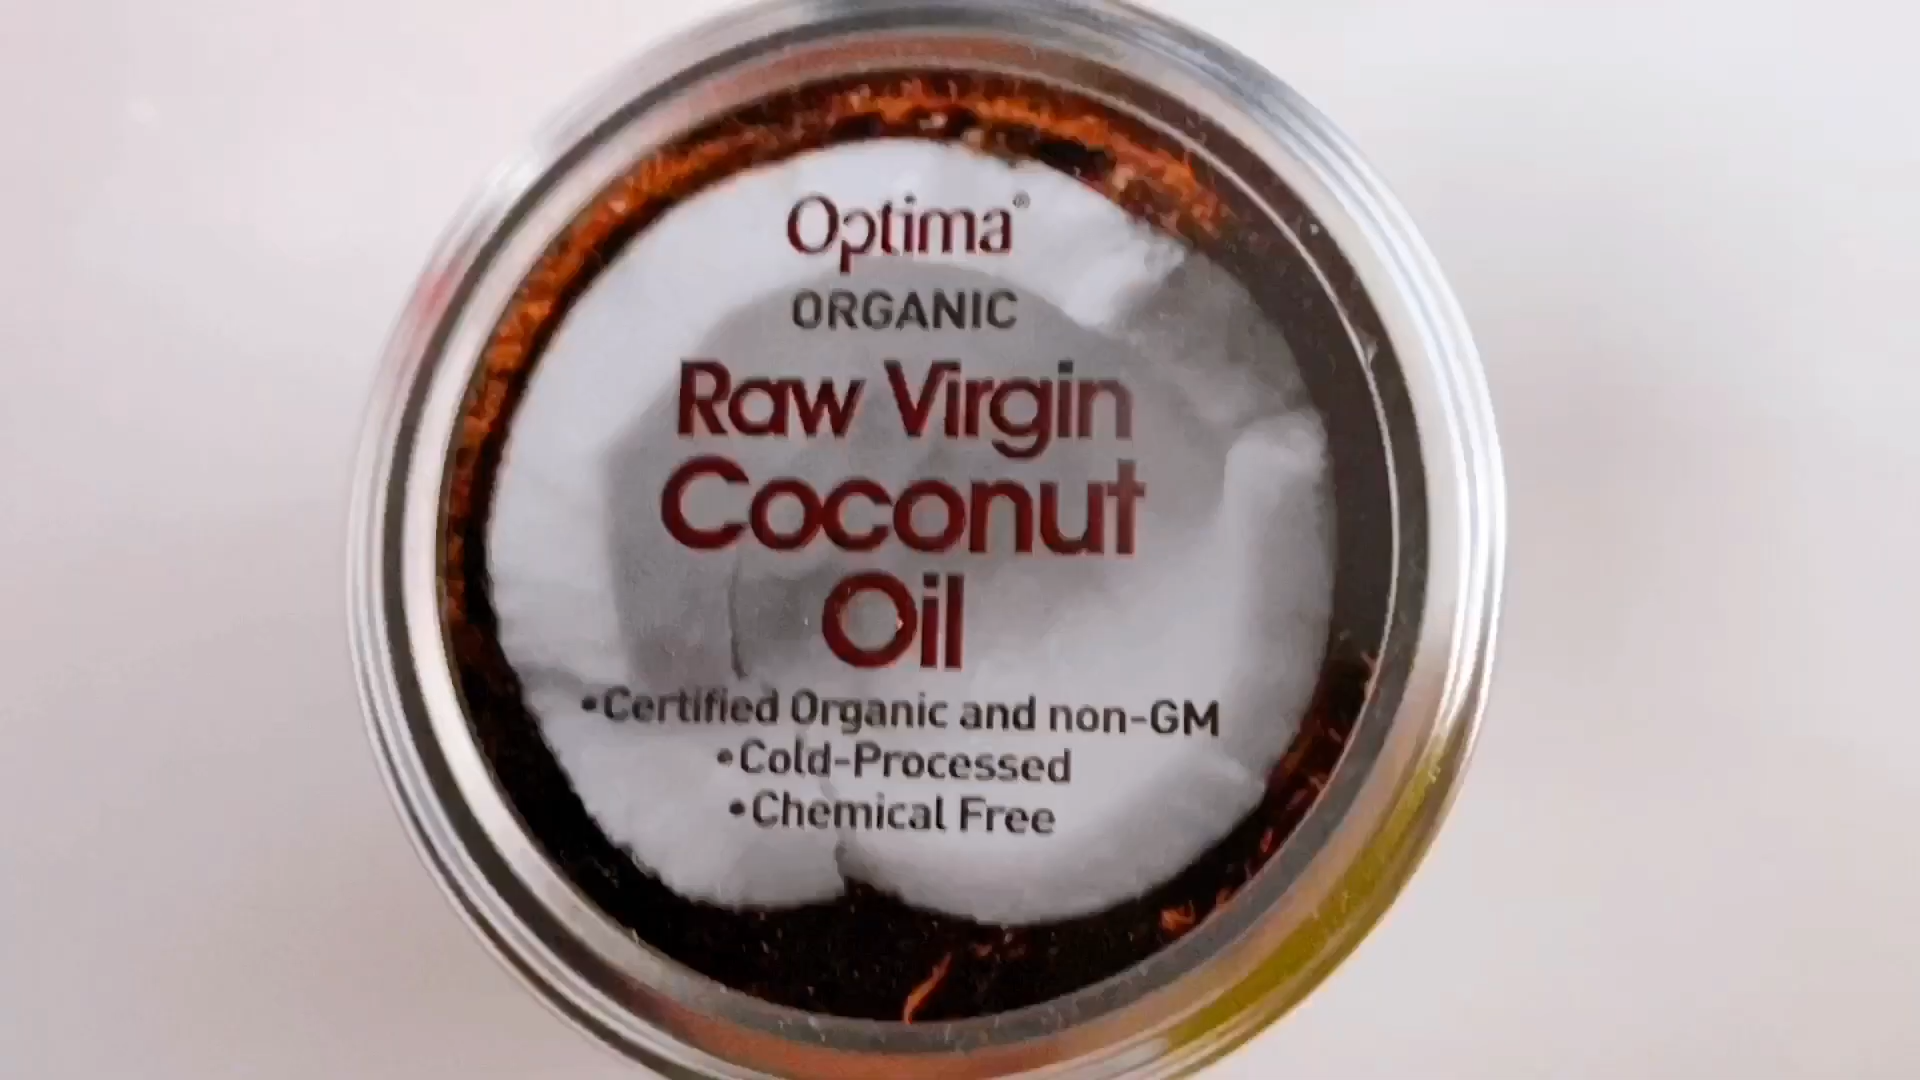 Optima®
ORGANIC
Raw Virgin
Coconut
Oil
•Certified Organic and non-GM
•Cold-Processed
•Chemical Free